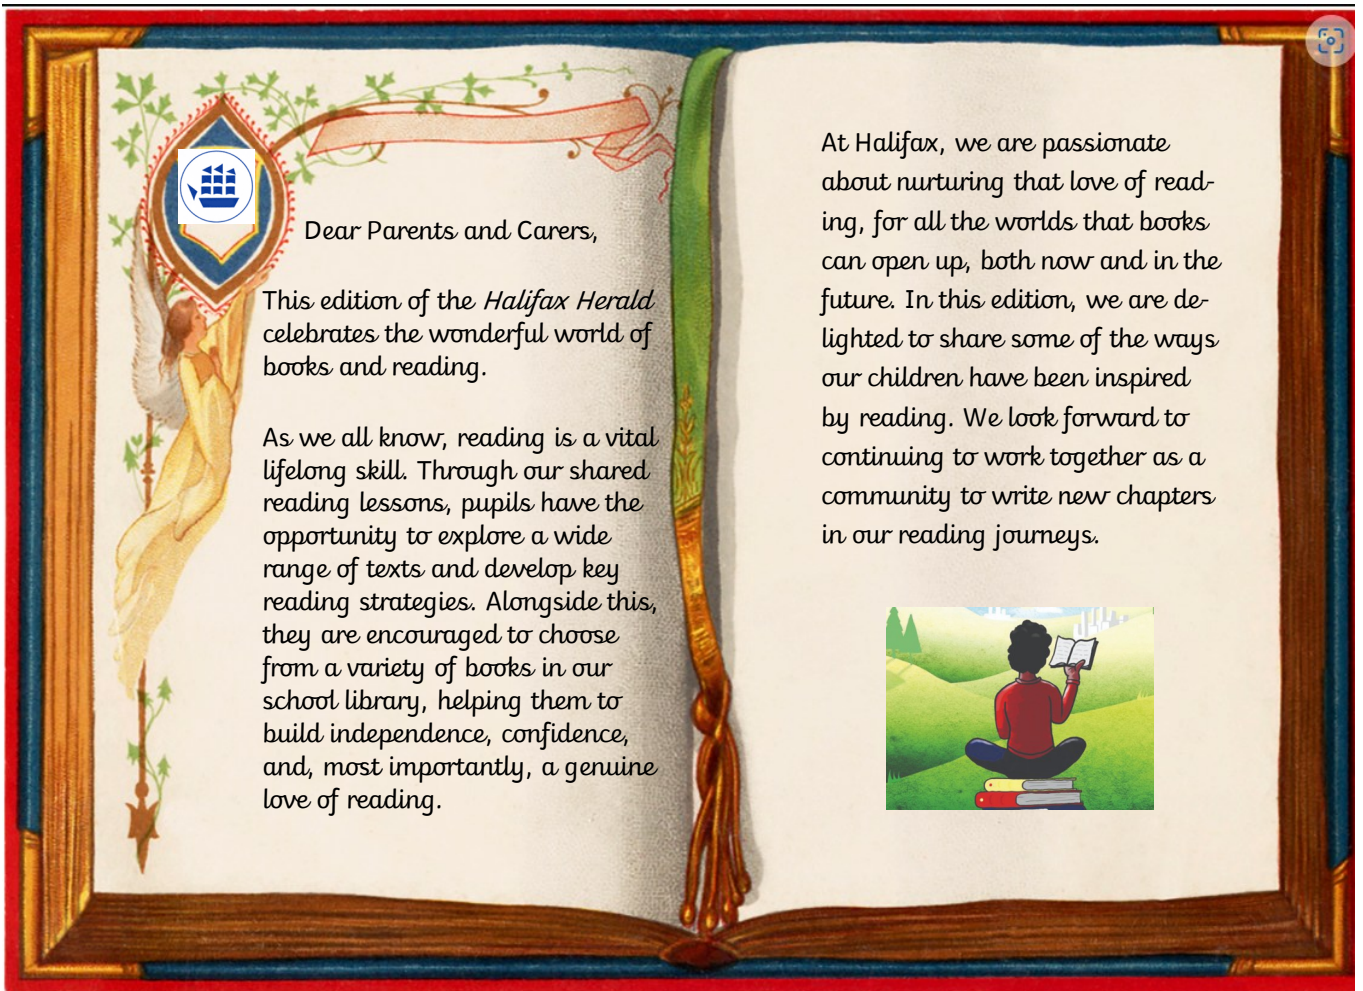 Dear Parents and Carers,
This edition of the Halifax Herald
celebrates the wonderful world of
books and reading.
As we all know, reading is a vital
lifelong skill. Through our shared
reading lessons, pupils have the
opportunity to explore a wide
range of texts and develop key
reading strategies. Alongside this,
they are encouraged to choose
from a variety of books in our
school library, helping them to
build independence, confidence,
and, most importantly, a genuine
love of reading.
At Halifax, we are passionate
about nurturing that love of read-
ing, for all the worlds that books
can open up, both now and in the
future. In this edition, we are de-
lighted to share some of the ways
our children have been inspired
by reading. We look forward to
continuing to work together as a
community to write new chapters
in our reading journeys.